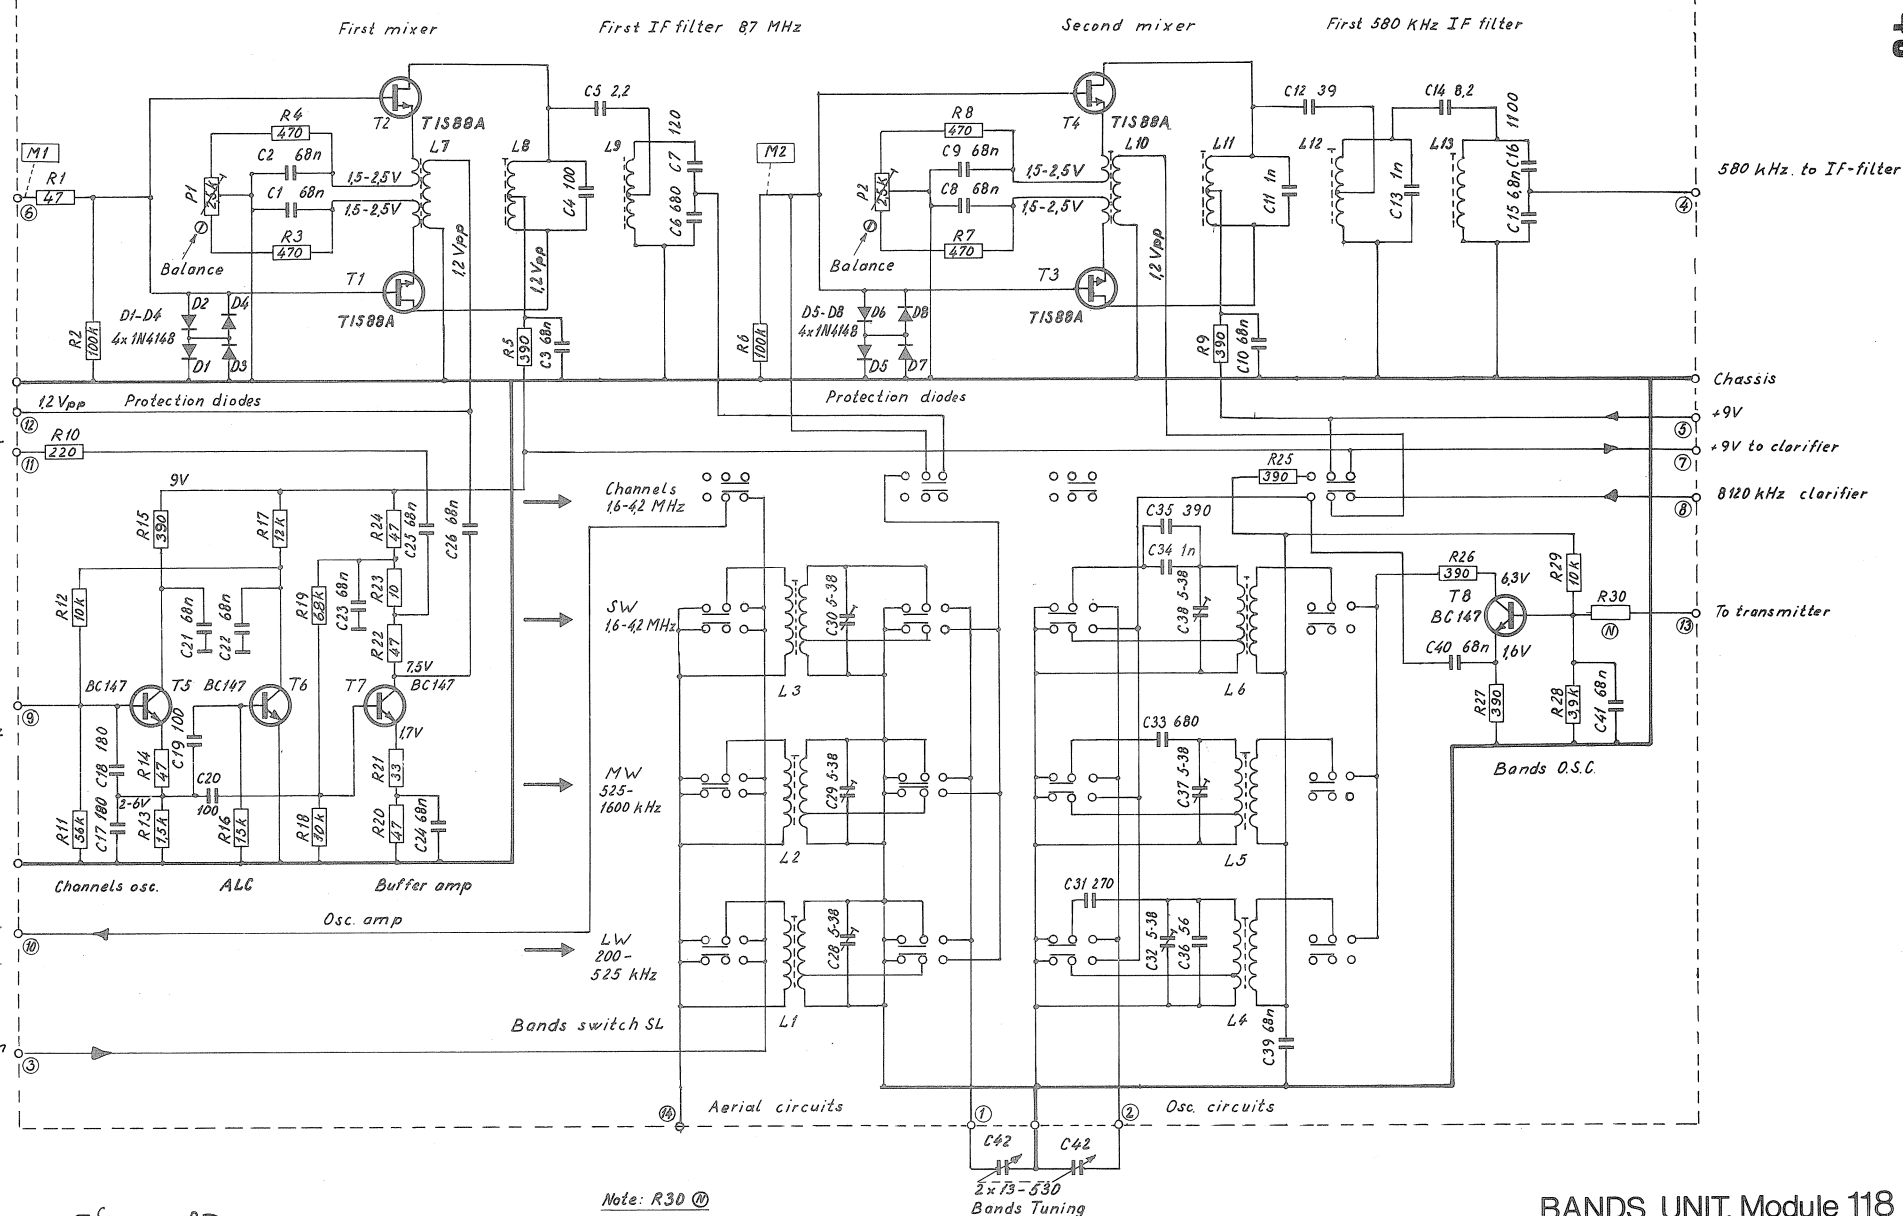 First mixer
First IF filter 8,7 MHz
Second mixer
First 580 kHz IF filter
T2
TIS88A
R4
470
C2 68n
C1 68n
R3
470
P1
2,5k
Balance
M1
R1
47
6
R2
100k
D1-D4
4x1N4148
D2
D4
D1
D3
1,5-2,5V
1,5-2,5V
L7
1,2 Vpp
T1
TIS88A
L8
C4 100
1,2 Vpp
R5
390
C3 68n
C5 2,2
L9
120
C7
C6 680
M2
R6
100k
R8
470
C9 68n
C8 68n
R7
470
P2
2,5k
Balance
D5-D8
4x1N4148
D6
D8
D5
D7
1,5-2,5V
1,5-2,5V
T4
TIS88A
L10
1,2 Vpp
T3
TIS88A
L11
C11 1n
R9
390
C10 68n
C12 39
L12
C13 1n
C14 8,2
L13
1100
C16
C15 6,8n
580 kHz. to IF-filter
4
Chassis
+9V
5
+9V to clarifier
7
8120 kHz clarifier
8
To transmitter
13
Protection diodes
Protection diodes
1,2 Vpp
12
R10
220
11
9V
R15
390
R17
12k
R24
47
C25 68n
C26 68n
R12
10k
C21 68n
C22 68n
R19
6,8k
C23 68n
R23
10
R22
47
7,5V
BC147
T5
BC147
T6
T7
BC147
9
C18 180
C19 100
R14
47
C20
100
2-6V
1,7V
R21
33
R11
56k
C17 180
R13
1,5k
R16
15k
R18
10k
R20
47
C24 68n
Channels osc.
ALC
Buffer amp
Osc. amp
10
3
Channels
1,6-4,2 MHz
SW
1,6-4,2 MHz
MW
525-
1600 kHz
LW
200-
525 kHz
Bands switch SL
L3
C30 5-38
L2
C29 5-38
L1
C28 5-38
C35 390
C34 1n
C38 5-38
L6
C33 680
C37 5-38
L5
C31 270
C32 5-38
C36 56
L4
C39 68n
R25
390
R26
390
6,3V
T8
BC147
R29
10k
R30
N
C40 68n
1,6V
R27
390
R28
3,9k
C41 68n
Bands O.S.C.
14
Aerial circuits
1
2
Osc. circuits
C42
C42
2x13-530
Bands Tuning
Note: R30 N
BANDS UNIT. Module 118